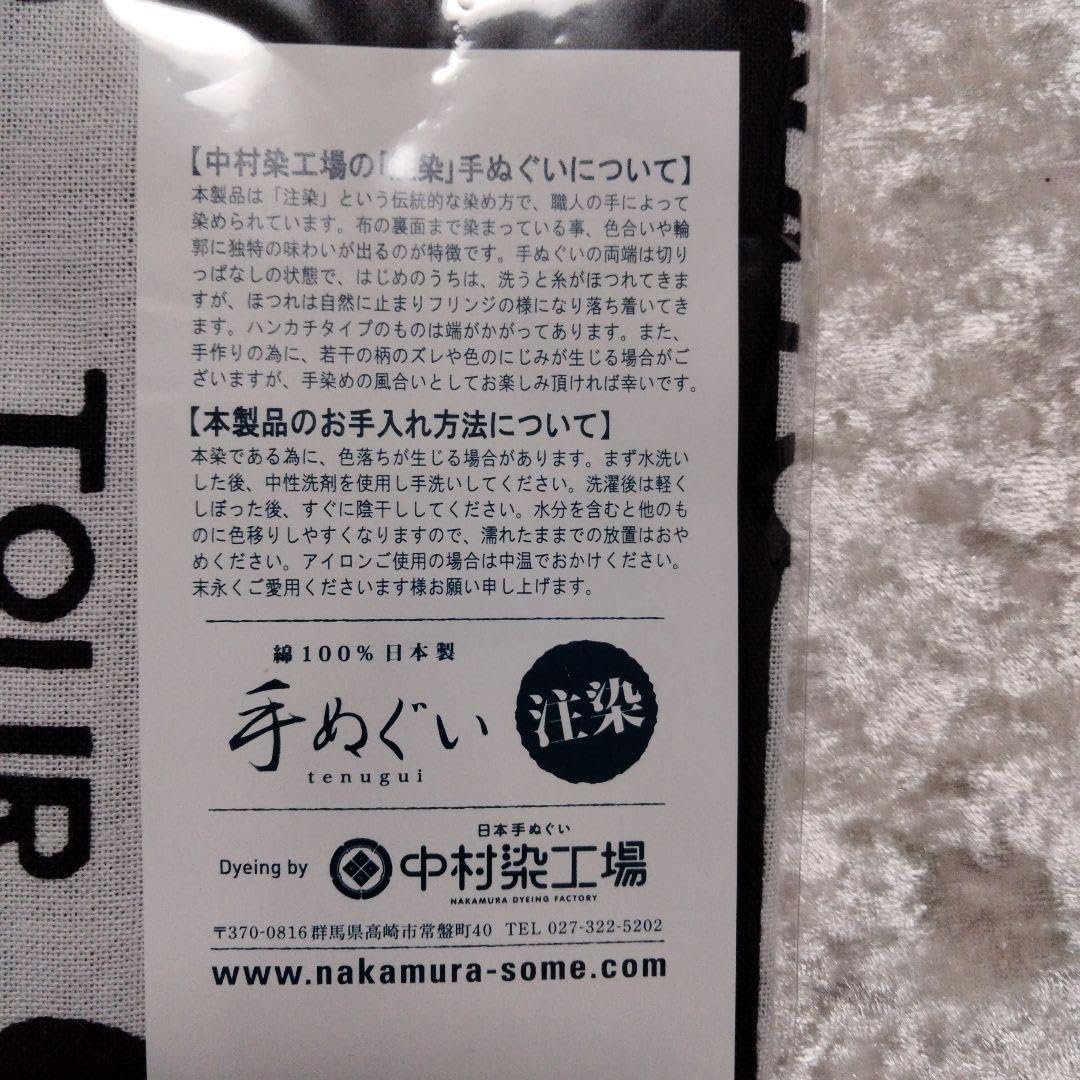 【中村染工場の「注染」手ぬぐいについて】
本製品は「注染」という伝統的な染め方で、職人の手によって
染められています。布の裏面まで染まっている事、色合いや輪
郭に独特の味わいが出るのが特徴です。手ぬぐいの両端は切り
っぱなしの状態で、はじめのうちは、洗うと糸がほつれてきま
すが、ほつれは自然に止まりフリンジの様になり落ち着いてき
ます。ハンカチタイプのものは端がかがってあります。また、
手作りの為に、若干の柄のズレや色のにじみが生じる場合がご
ざいますが、手染めの風合いとしてお楽しみ頂ければ幸いです。
【本製品のお手入れ方法について】
本染である為に、色落ちが生じる場合があります。まず水洗い
した後、中性洗剤を使用し手洗いしてください。洗濯後は軽く
しぼった後、すぐに陰干ししてください。水分を含むと他のも
のに色移りしやすくなりますので、濡れたままでの放置はおや
めください。アイロンご使用の場合は中温でおかけください。
末永くご愛用くださいます様お願い申し上げます。
綿100%日本製
手ぬぐい
tenugui
注染
日本手ぬぐい
Dyeing by 中村染工場
NAKAMURA DYEING FACTORY
〒370-0816 群馬県高崎市常盤町40 TEL 027-322-5202
www.nakamura-some.com